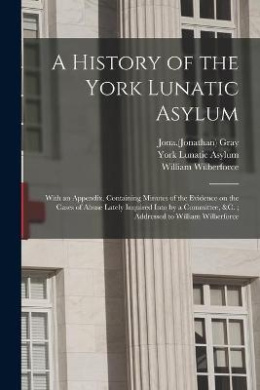 A History of the
York Lunatic
Asylum
Jona.(Jonathan) Gray
York Lunatic Asylum
William Wilberforce
With an Appendix, Containing Minutes of the Evidence on the
Cases of Abuse Lately Inquired Into by a Committee, &c. ;
Addressed to William Wilberforce